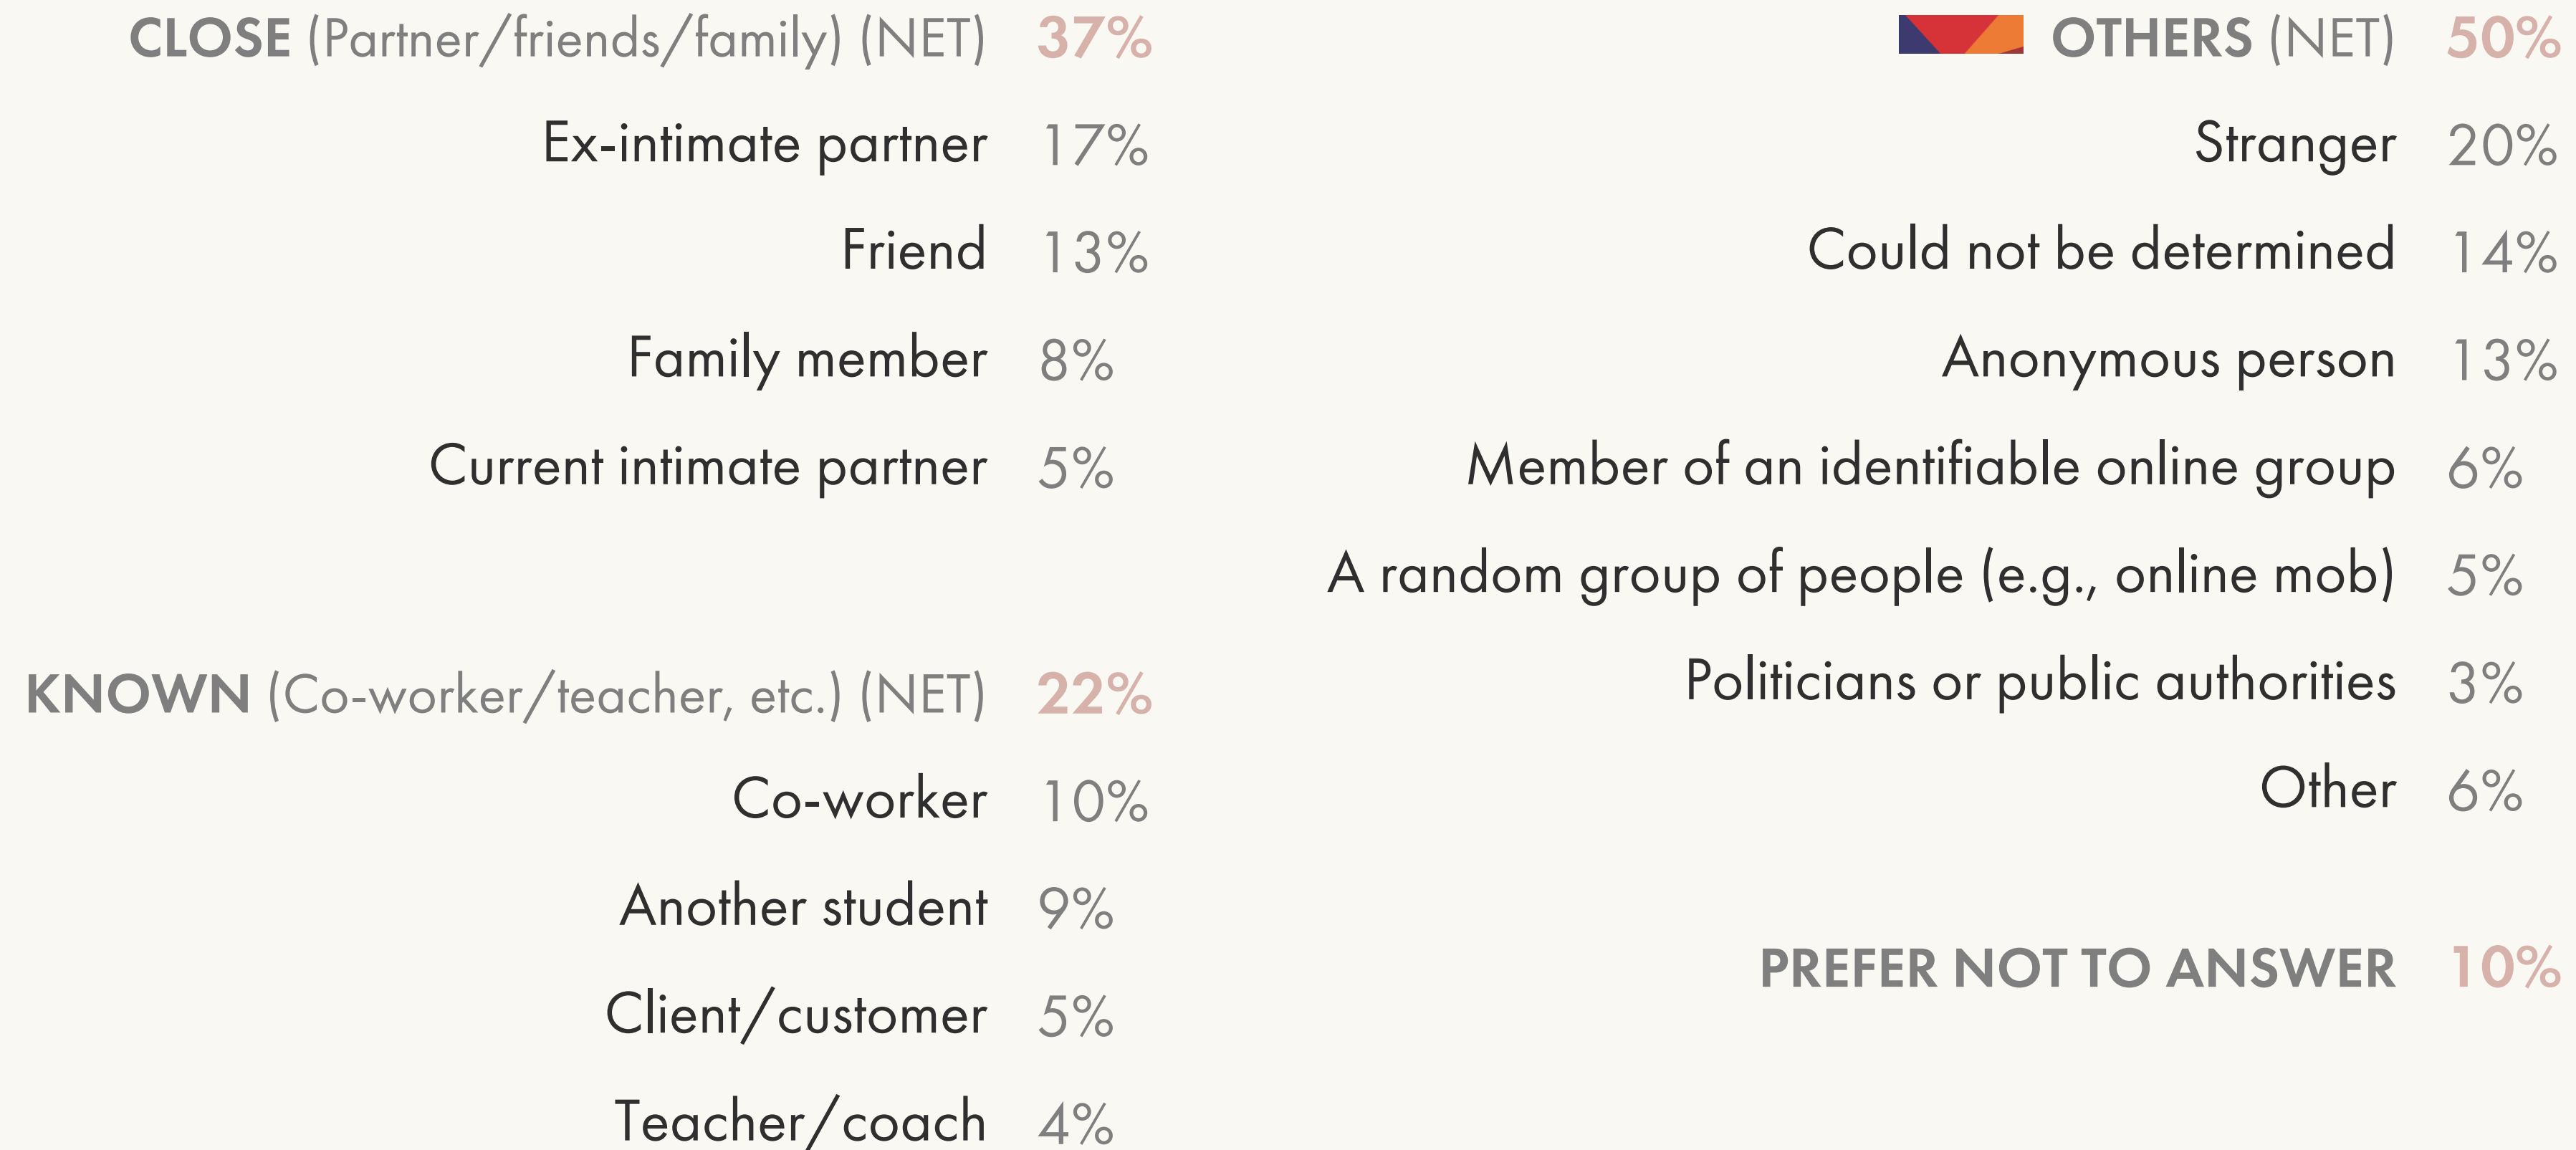 CLOSE (Partner/friends/family) (NET) 37%
Ex-intimate partner 17%
Friend 13%
Family member 8%
Current intimate partner 5%
KNOWN (Co-worker/teacher, etc.) (NET) 22%
Co-worker 10%
Another student 9%
Client/customer 5%
Teacher/coach 4%
OTHERS (NET) 50%
Stranger 20%
Could not be determined 14%
Anonymous person 13%
Member of an identifiable online group 6%
A random group of people (e.g., online mob) 5%
Politicians or public authorities 3%
Other 6%
PREFER NOT TO ANSWER 10%